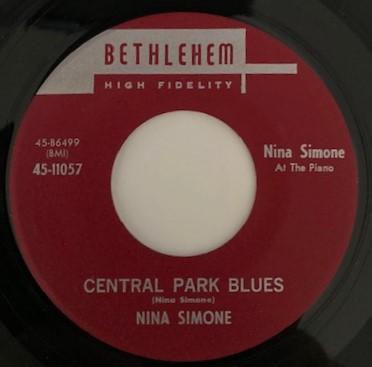 BETHLEHEM
HIGH FIDELITY
45-B6499
(BMI)
45-11057
Nina Simone
At The Piano
CENTRAL PARK BLUES
(Nina Simone)
NINA SIMONE